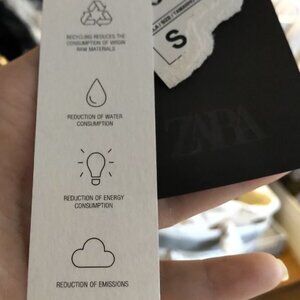 RECYCLING REDUCES THE
CONSUMPTION OF VIRGIN
RAW MATERIALS
REDUCTION OF WATER
CONSUMPTION
REDUCTION OF ENERGY
CONSUMPTION
REDUCTION OF EMISSIONS
S
ZARA